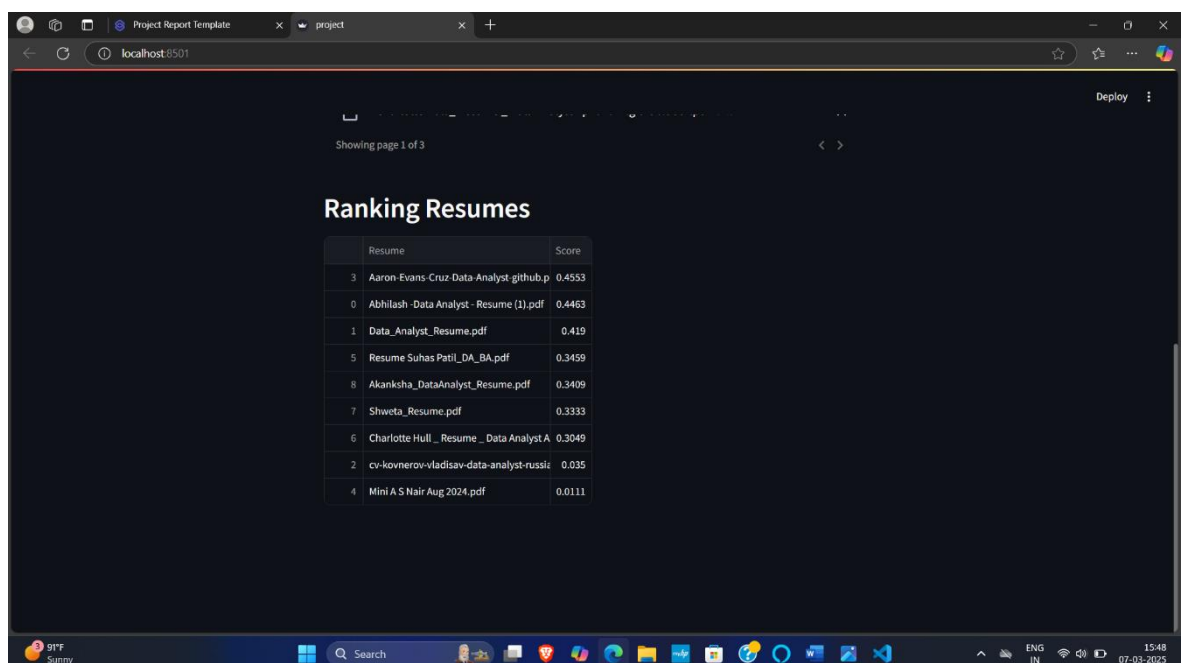 Project Report Template
project
localhost:8501
Deploy
Showing page 1 of 3
Ranking Resumes
Resume Score
3 Aaron-Evans-Cruz-Data-Analyst-github.p 0.4553
0 Abhilash -Data Analyst - Resume (1).pdf 0.4463
1 Data_Analyst_Resume.pdf 0.419
5 Resume Suhas Patil_DA_BA.pdf 0.3459
8 Akanksha_DataAnalyst_Resume.pdf 0.3409
7 Shweta_Resume.pdf 0.3333
6 Charlotte Hull _ Resume _ Data Analyst A 0.3049
2 cv-kovnerov-vladisav-data-analyst-russia 0.035
4 Mini A S Nair Aug 2024.pdf 0.0111
3 91°F
Sunny
Search
ENG
IN
15:48
07-03-2025